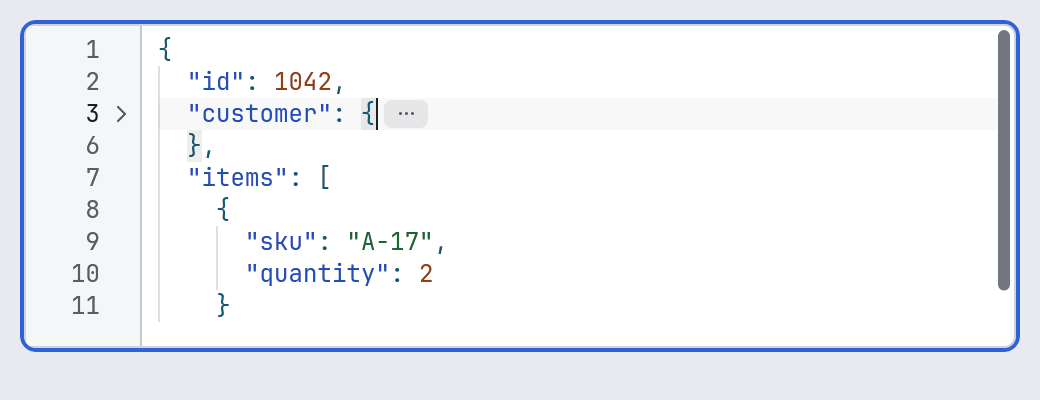 1 {
2   "id": 1042,
3   "customer": { ···
6   },
7   "items": [
8     {
9       "sku": "A-17",
10       "quantity": 2
11     }